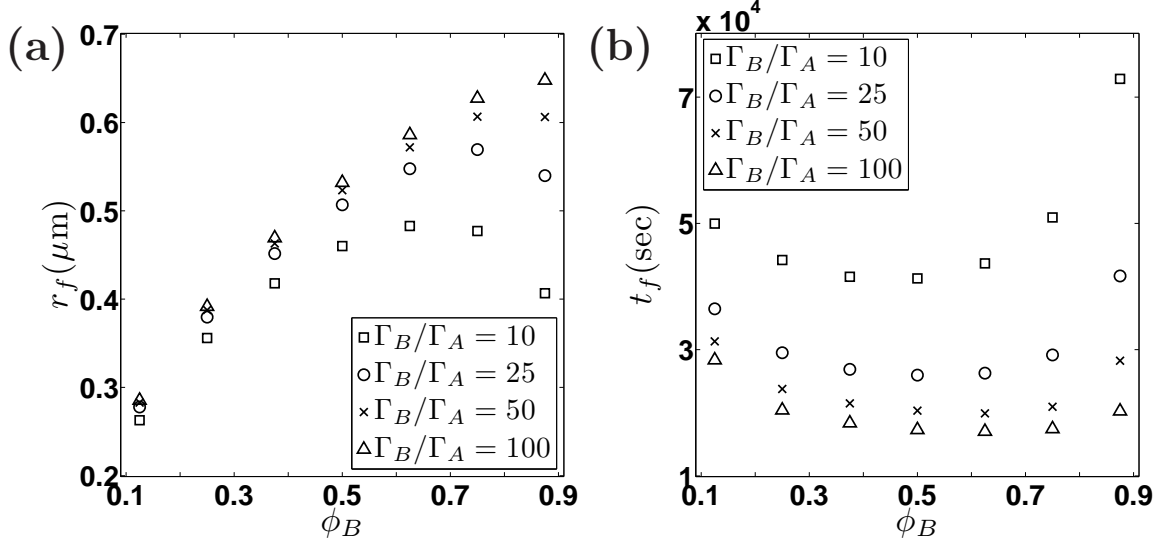 (a)
0.7
0.6
0.5
0.4
0.3
0.2
r_f(μm)
0.1 0.3 0.5 0.7 0.9
ϕ_B
Γ_B/Γ_A = 10
Γ_B/Γ_A = 25
Γ_B/Γ_A = 50
Γ_B/Γ_A = 100
(b)
x 10^4
7
5
3
1
t_f(sec)
0.1 0.3 0.5 0.7 0.9
ϕ_B
Γ_B/Γ_A = 10
Γ_B/Γ_A = 25
Γ_B/Γ_A = 50
Γ_B/Γ_A = 100